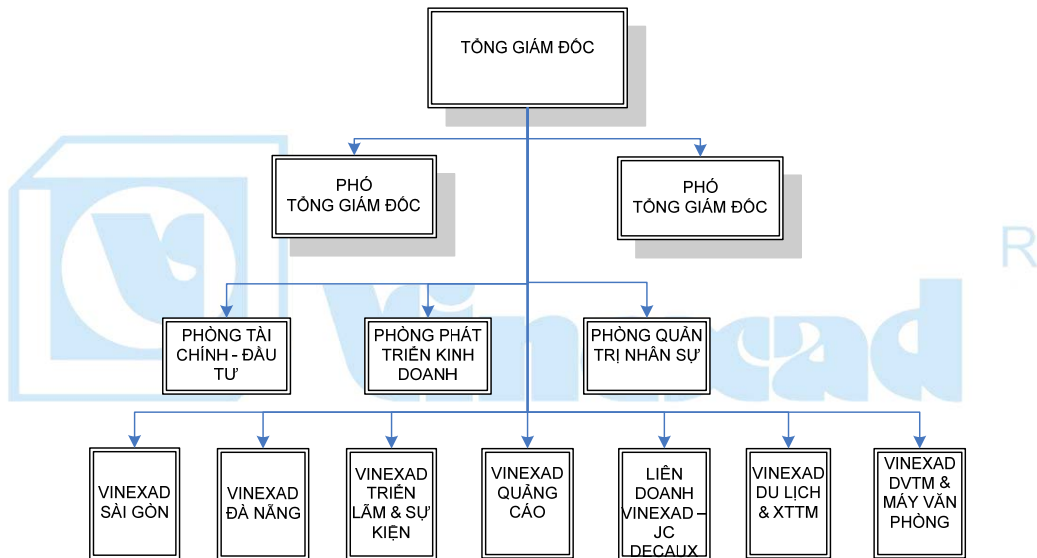 TỔNG GIÁM ĐỐC
PHÓ
TỔNG GIÁM ĐỐC
PHÓ
TỔNG GIÁM ĐỐC
R
Vinexad
PHÒNG TÀI
CHÍNH - ĐẦU
TƯ
PHÒNG PHÁT
TRIỂN KINH
DOANH
PHÒNG QUẢN
TRỊ NHÂN SỰ
VINEXAD
SÀI GÒN
VINEXAD
ĐÀ NẴNG
VINEXAD
TRIỂN
LÃM & SỰ
KIỆN
VINEXAD
QUẢNG
CÁO
LIÊN
DOANH
VINEXAD –
JC
DECAUX
VINEXAD
DU LỊCH
& XTTM
VINEXAD
DVTM &
MÁY VĂN
PHÒNG